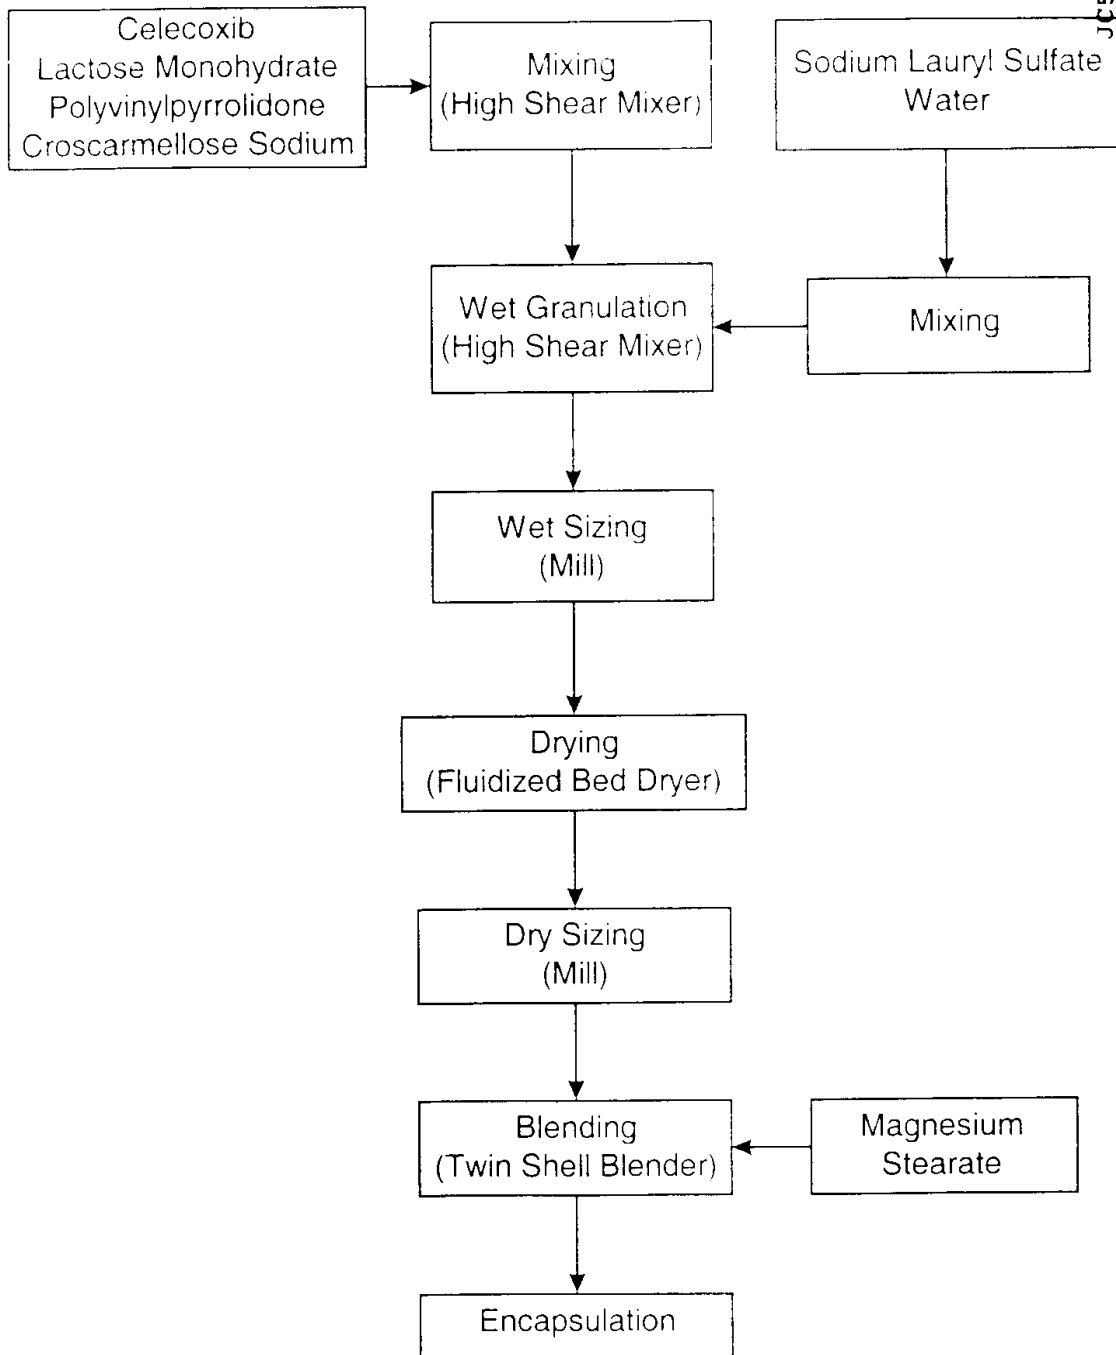 Celecoxib
Lactose Monohydrate
Polyvinylpyrrolidone
Croscarmellose Sodium
Mixing
(High Shear Mixer)
Sodium Lauryl Sulfate
Water
Wet Granulation
(High Shear Mixer)
Mixing
Wet Sizing
(Mill)
Drying
(Fluidized Bed Dryer)
Dry Sizing
(Mill)
Blending
(Twin Shell Blender)
Magnesium
Stearate
Encapsulation